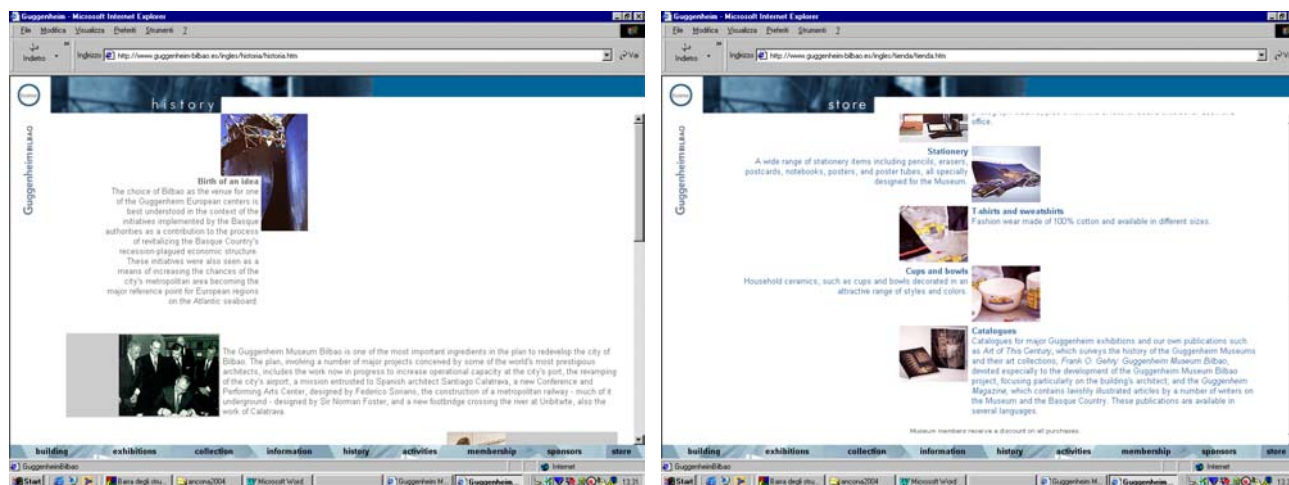 Guggenheim - Microsoft Internet Explorer
File Modifica Visualizza Preferiti Strumenti ?
Indietro
Indirizzo http://www.guggenheim-bilbao.es/ingles/historia/historia.htm
Vai
history
GuggenheimBILBAO
Birth of an idea
The choice of Bilbao as the venue for one
of the Guggenheim European centers is
best understood in the context of the
initiatives implemented by the Basque
authorities as a contribution to the process
of revitalizing the Basque Country's
recession-plagued economic structure.
These initiatives were also seen as a
means of increasing the chances of the
city's metropolitan area becoming the
major reference point for European regions
on the Atlantic seaboard.
The Guggenheim Museum Bilbao is one of the most important ingredients in the plan to redevelop the city of
Bilbao. The plan, involving a number of major projects conceived by some of the world's most prestigious
architects, includes the work now in progress to increase operational capacity at the city's port, the revamping
of the city's airport, a mission entrusted to Spanish architect Santiago Calatrava, a new Conference and
Performing Arts Center, designed by Federico Soriano, the construction of a metropolitan railway - much of it
underground - designed by Sir Norman Foster, and a new footbridge crossing the river at Uribitarte, also the
work of Calatrava.
building exhibitions collection information history activities membership sponsors store
GuggenheimBilbao
Internet
Start Barra degli stru... ancona2004 Microsoft Word Guggenheim M... Guggenheim... 13.31
Guggenheim - Microsoft Internet Explorer
File Modifica Visualizza Preferiti Strumenti ?
Indietro
Indirizzo http://www.guggenheim-bilbao.es/ingles/tienda/tienda.htm
store
GuggenheimBILBAO
office.
Stationery
A wide range of stationery items including pencils, erasers,
postcards, notebooks, posters, and poster tubes, all specially
designed for the Museum.
T-shirts and sweatshirts
Fashion wear made of 100% cotton and available in different sizes.
Cups and bowls
Household ceramics, such as cups and bowls decorated in an
attractive range of styles and colors.
Catalogues
Catalogues for major Guggenheim exhibitions and our own publications such
as Art of This Century, which surveys the history of the Guggenheim Museums
and their art collections; Frank O. Gehry: Guggenheim Museum Bilbao,
devoted especially to the development of the Guggenheim Museum Bilbao
project, focusing particularly on the building's architect; and the Guggenheim
Magazine, which contains lavishly illustrated articles by a number of writers on
the Museum and the Basque Country. These publications are available in
several languages.
Museum members receive a discount on all purchases.
building exhibitions collection information history activities membership sponsors store
GuggenheimBilbao
Internet
Start Barra degli stru... ancona2004 Microsoft Word Guggenheim M... Guggenheim...